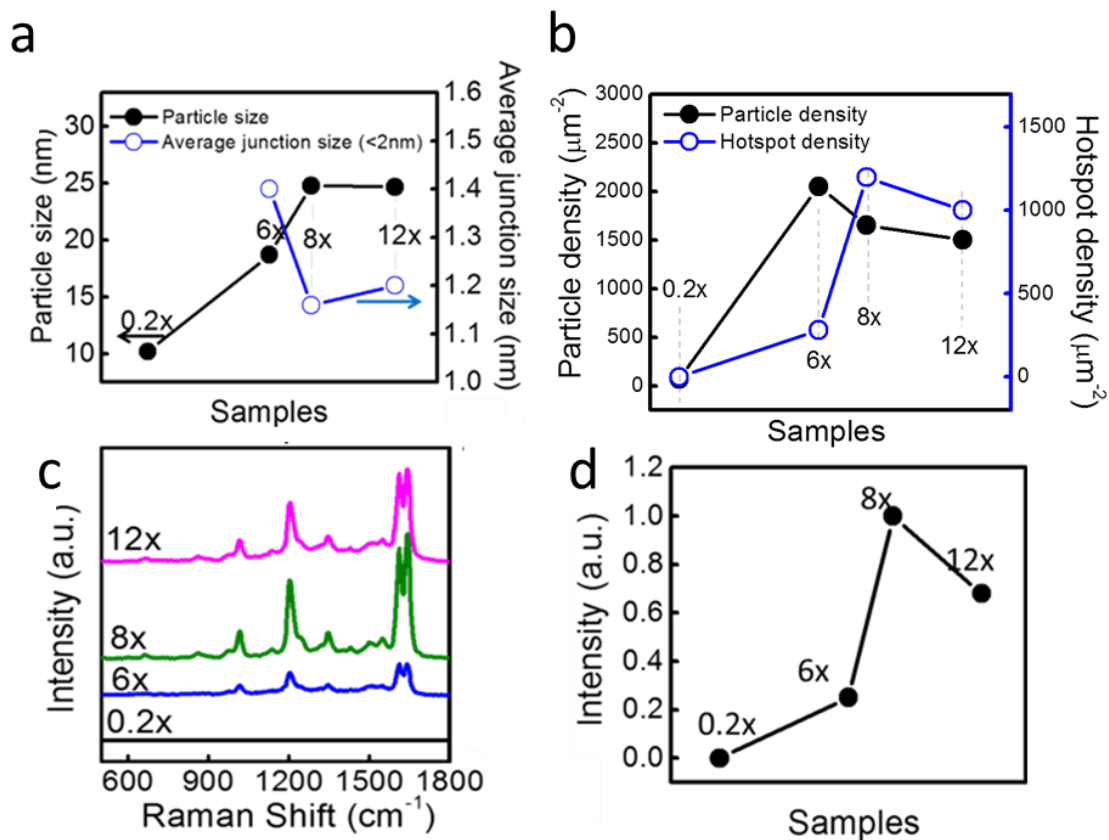 a
Particle size (nm)
30
25
20
15
10
Particle size
Average junction size (<2nm)
0.2x
6x
8x
12x
1.6
1.5
1.4
1.3
1.2
1.1
1.0
Average junction size (nm)
Samples
b
Particle density (μm⁻²)
3000
2500
2000
1500
1000
500
0
Particle density
Hotspot density
0.2x
6x
8x
12x
1500
1000
500
0
Hotspot density (μm⁻²)
Samples
c
Intensity (a.u.)
12x
8x
6x
0.2x
600 900 1200 1500 1800
Raman Shift (cm⁻¹)
d
Intensity (a.u.)
1.2
1.0
0.8
0.6
0.4
0.2
0.0
8x
12x
6x
0.2x
Samples